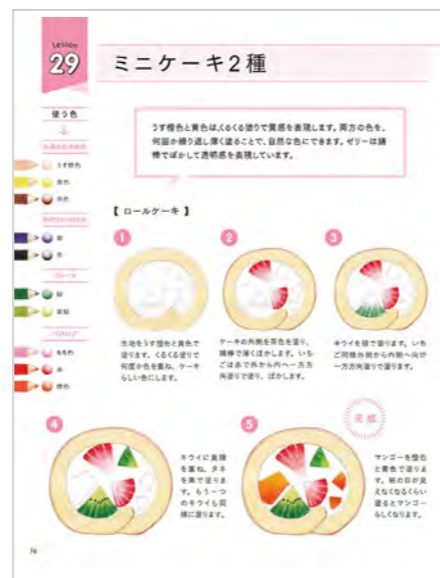 Lesson
29
ミニケーキ2種
使う色
うす橙色と黄色は、くるくる塗りで質感を表現します。両方の色を、
何回か繰り返し薄く塗ることで、自然な色にできます。ゼリーは綿
棒でぼかして透明感を表現しています。
【 ロールケーキ 】
うす橙色
黄色
茶色
黒
フルーツ
緑
黄緑
ももいろ
赤
橙色
1
生地をうす橙色と黄色で
塗ります。くるくる塗りで
何度か色を重ね、ケーキ
らしい色にします。
2
ケーキの外側を茶色を塗り、
綿棒で薄くぼかします。いち
ごは赤で外から内へ一方方
向塗りで塗り、ぼかします。
3
キウイを緑で塗ります。いち
ご同様外側から内側へ向け
一方方向塗りで塗ります。
4
キウイに黄緑
を重ね、タネ
を黒で塗りま
す。もう一つ
のキウイも同
様に塗ります。
完成
5
マンゴーを橙色
と黄色で塗りま
す。紙の目が見
えなくなるくらい
塗るとマンゴー
らしくなります。